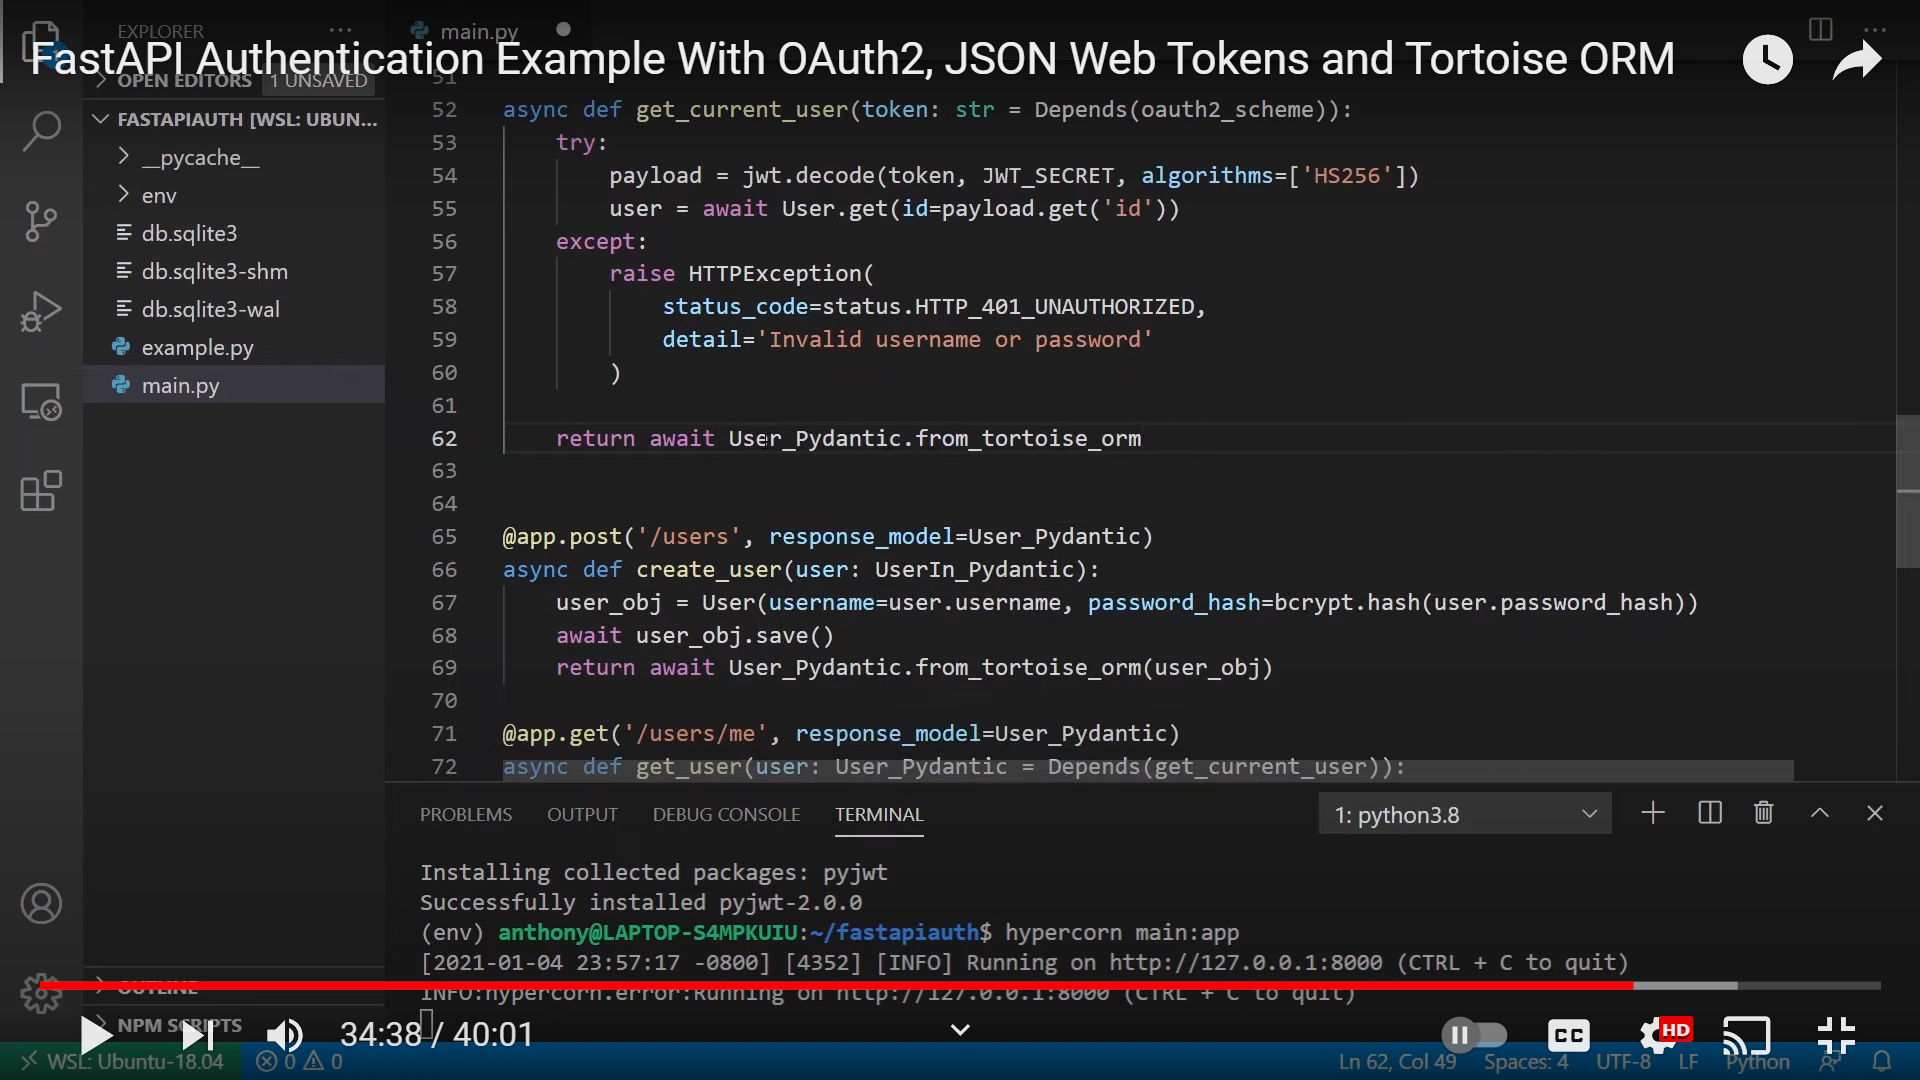 EXPLORER
main.py
FastAPI Authentication Example With OAuth2, JSON Web Tokens and Tortoise ORM
OPEN EDITORS
1 UNSAVED
FASTAPIAUTH [WSL: UBUN...
__pycache__
env
db.sqlite3
db.sqlite3-shm
db.sqlite3-wal
example.py
main.py
OUTLINE
NPM SCRIPTS
51
52 async def get_current_user(token: str = Depends(oauth2_scheme)):
53 try:
54 payload = jwt.decode(token, JWT_SECRET, algorithms=['HS256'])
55 user = await User.get(id=payload.get('id'))
56 except:
57 raise HTTPException(
58 status_code=status.HTTP_401_UNAUTHORIZED,
59 detail='Invalid username or password'
60 )
61
62 return await User_Pydantic.from_tortoise_orm
63
64
65 @app.post('/users', response_model=User_Pydantic)
66 async def create_user(user: UserIn_Pydantic):
67 user_obj = User(username=user.username, password_hash=bcrypt.hash(user.password_hash))
68 await user_obj.save()
69 return await User_Pydantic.from_tortoise_orm(user_obj)
70
71 @app.get('/users/me', response_model=User_Pydantic)
72 async def get_user(user: User_Pydantic = Depends(get_current_user)):
PROBLEMS OUTPUT DEBUG CONSOLE TERMINAL 1: python3.8
Installing collected packages: pyjwt
Successfully installed pyjwt-2.0.0
(env) anthony@LAPTOP-S4MPKUIU:~/fastapiauth$ hypercorn main:app
[2021-01-04 23:57:17 -0800] [4352] [INFO] Running on http://127.0.0.1:8000 (CTRL + C to quit)
INFO:hypercorn.error:Running on http://127.0.0.1:8000 (CTRL + C to quit)
34:38 / 40:01
CC
HD
WSL: Ubuntu-18.04 0 0 Ln 62, Col 49 Spaces: 4 UTF-8 LF Python